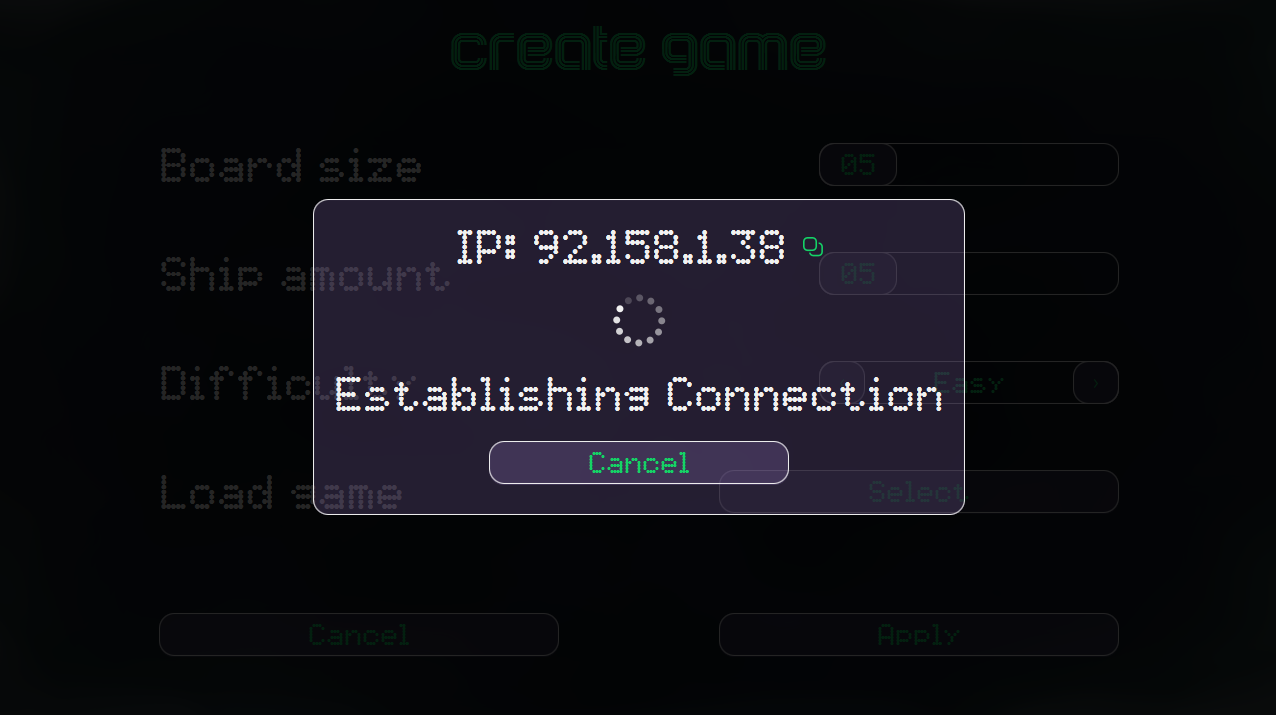 create game
Board size 05
IP: 92.158.1.38
Ship amount 05
Difficulty Easy >
Establishing Connection
Cancel
Load game Select
Cancel Apply